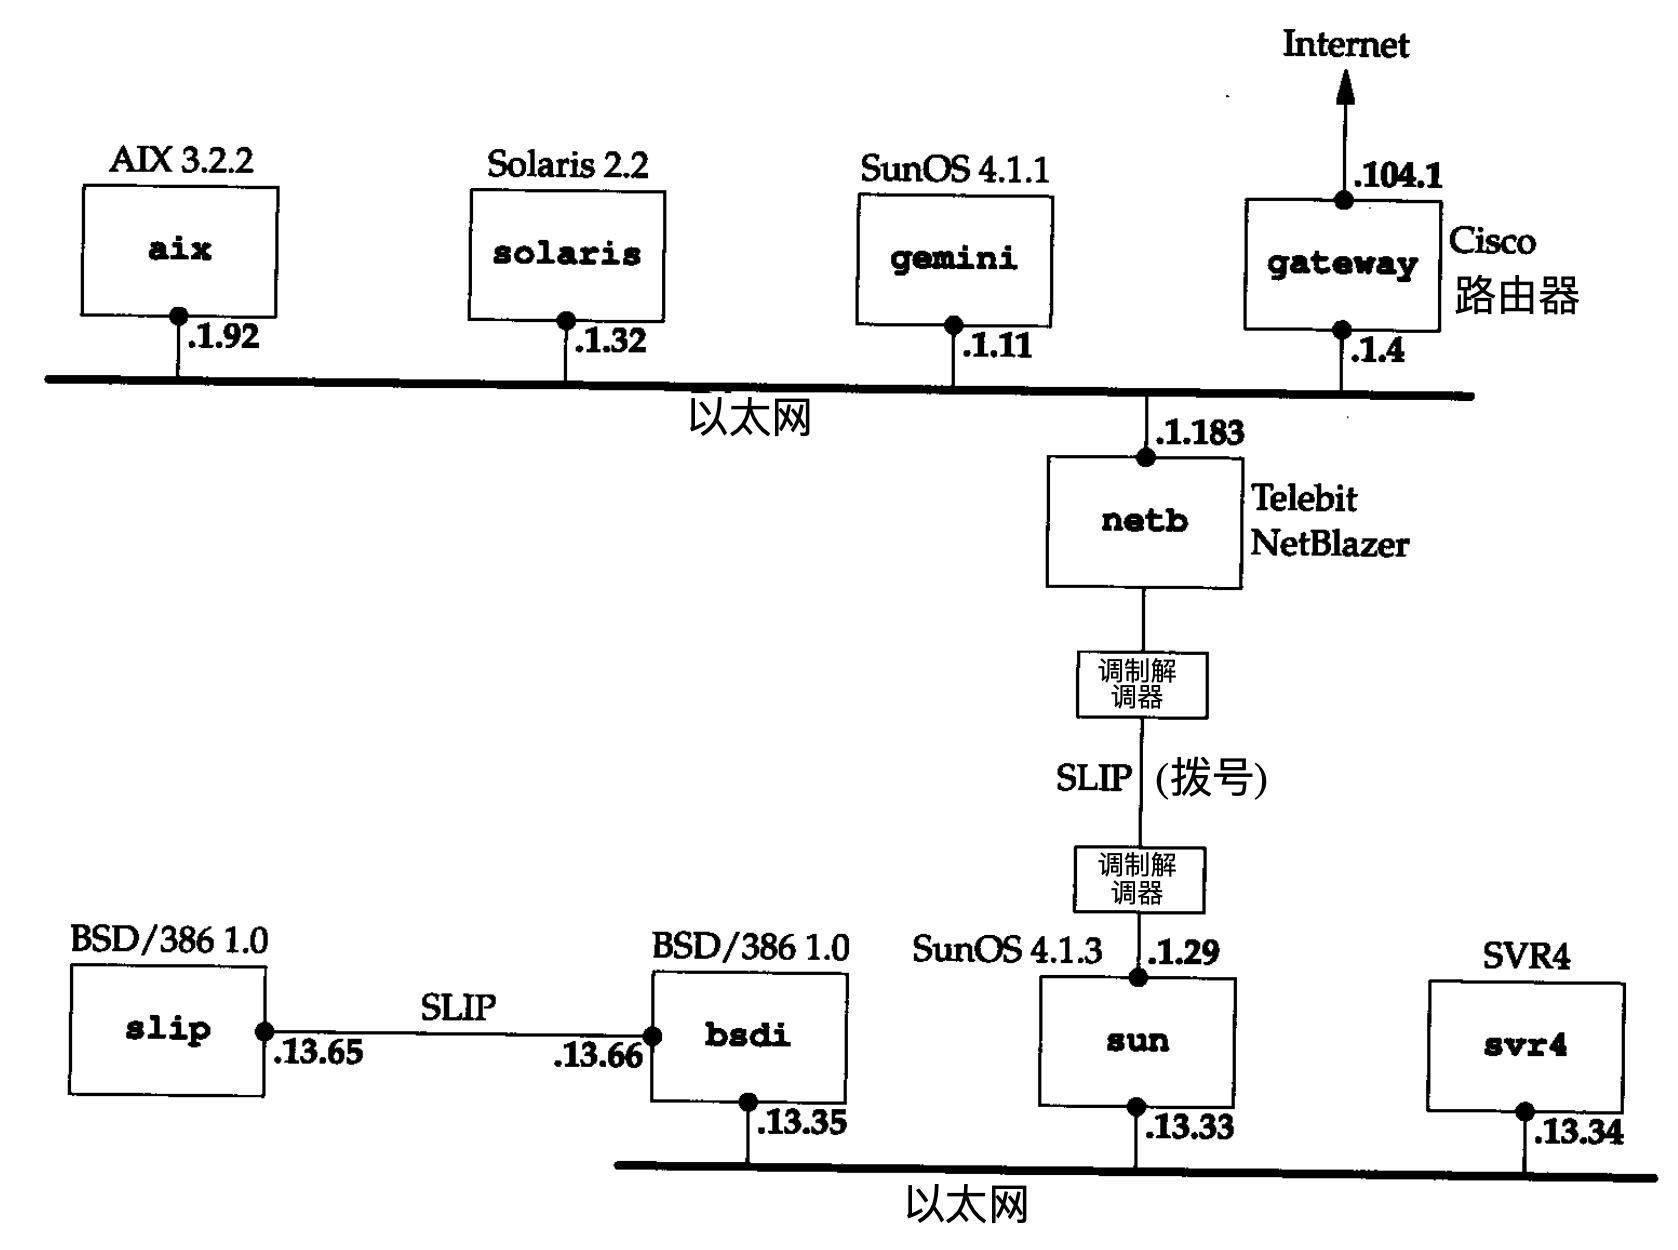 Internet
AIX 3.2.2
Solaris 2.2
SunOS 4.1.1
.104.1
aix
solaris
gemini
gateway
Cisco
路由器
.1.92
.1.32
.1.11
.1.4
以太网
.1.183
netb
Telebit
NetBlazer
调制解
调器
SLIP (拨号)
调制解
调器
BSD/386 1.0
BSD/386 1.0
SunOS 4.1.3
.1.29
SVR4
slip
SLIP
bsdi
sun
svr4
.13.65
.13.66
.13.35
.13.33
.13.34
以太网